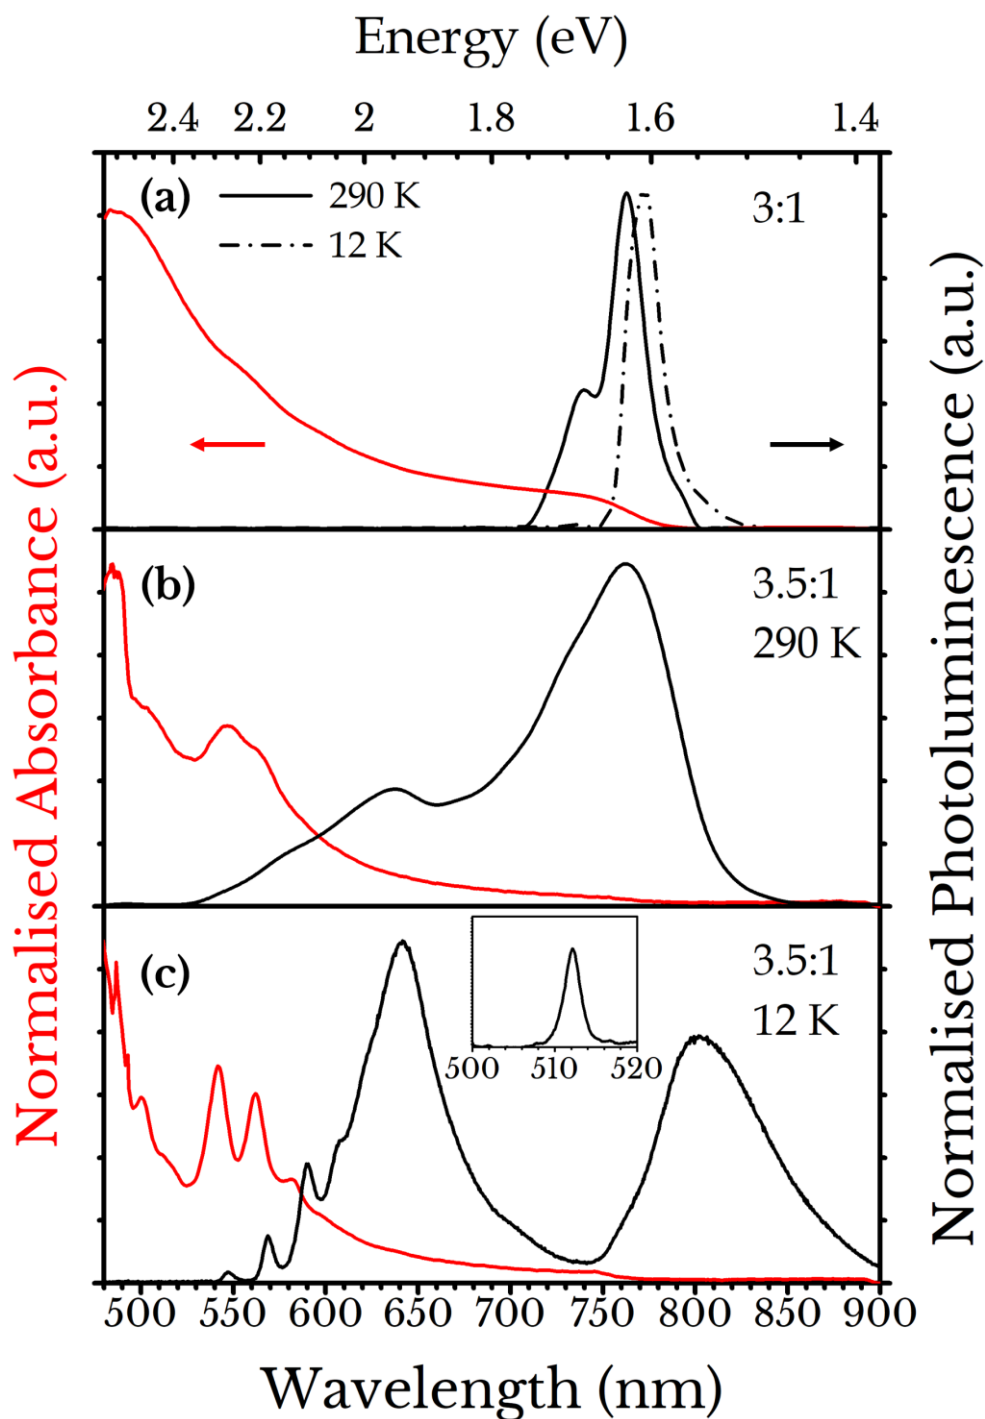 Energy (eV)
2.4 2.2 2 1.8 1.6 1.4
(a) 290 K 3:1
12 K
(b) 3.5:1
290 K
(c) 3.5:1
12 K
500 510 520
500 550 600 650 700 750 800 850 900
Wavelength (nm)
Normalised Absorbance (a.u.)
Normalised Photoluminescence (a.u.)